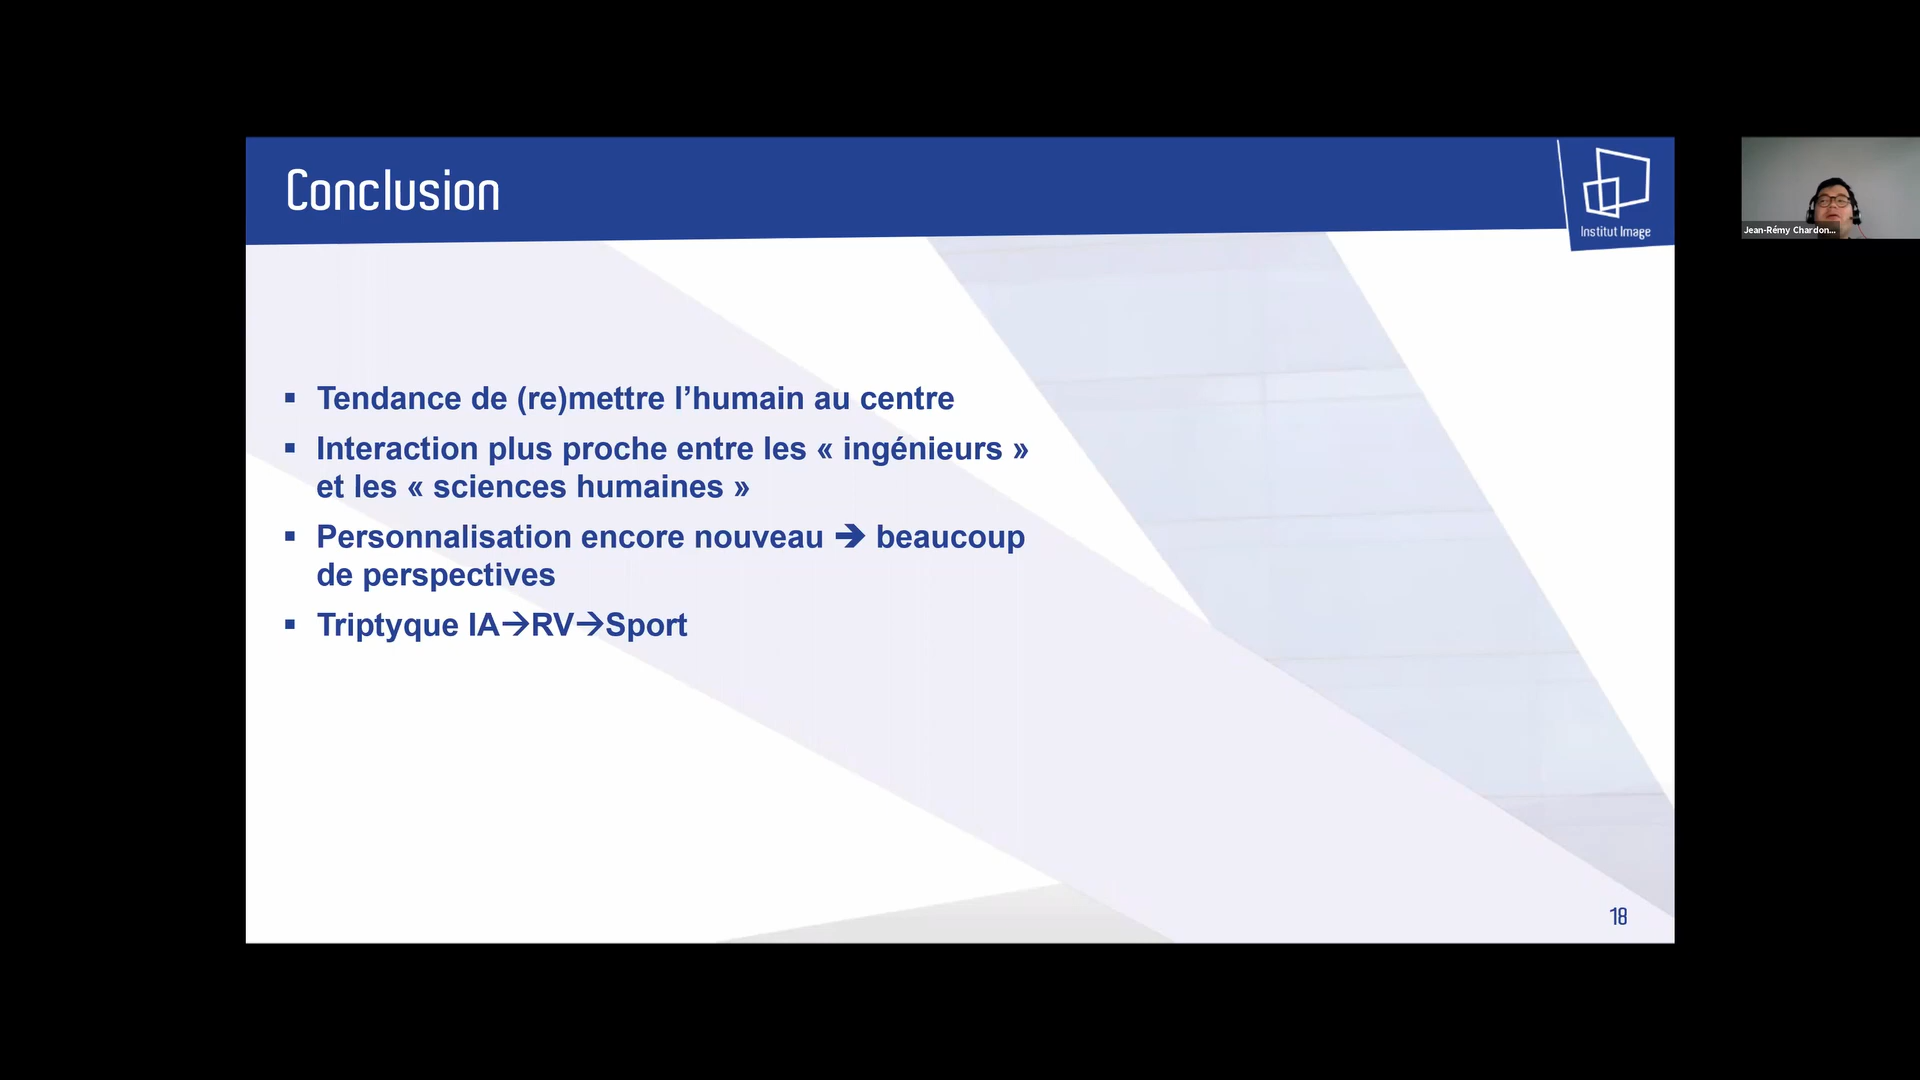 Conclusion
Institut Image
Jean-Rémy Chardon...
▪ Tendance de (re)mettre l’humain au centre
▪ Interaction plus proche entre les « ingénieurs »
et les « sciences humaines »
▪ Personnalisation encore nouveau ➔ beaucoup
de perspectives
▪ Triptyque IA→RV→Sport
18